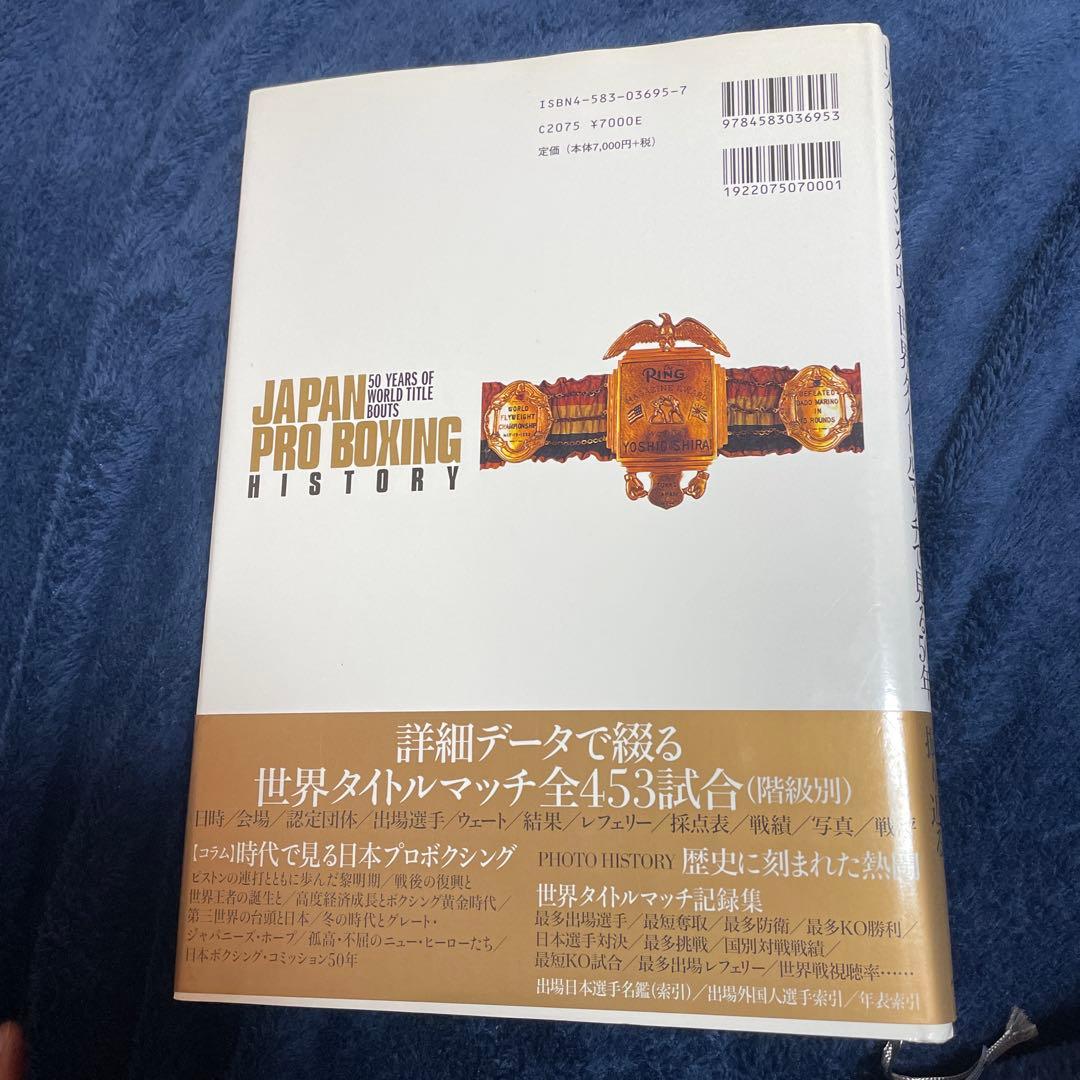 ISBN4-583-03695-7
C2075 ¥7000E
定価（本体7,000円+税）
9784583036953
1922075070001
JAPAN
50 YEARS OF
WORLD TITLE
BOUTS
PRO BOXING
HISTORY
RING
WORLD
FLYWEIGHT
CHAMPIONSHIP
YOSHIO SHIRAI
DEFEATED
DADO MARINO
IN
15 ROUNDS
JAPAN
詳細データで綴る
世界タイトルマッチ全453試合（階級別）
日時／会場／認定団体／出場選手／ウェート／結果／レフェリー／採点表／戦績／写真／戦評
【コラム】時代で見る日本プロボクシング
ピストンの連打とともに歩んだ黎明期／戦後の復興と
世界王者の誕生と／高度経済成長とボクシング黄金時代／
第三世界の台頭と日本／冬の時代とグレート・
ジャパニーズ・ホープ／孤高・不屈のニュー・ヒーローたち／
日本ボクシング・コミッション50年
PHOTO HISTORY 歴史に刻まれた熱闘
世界タイトルマッチ記録集
最多出場選手／最短奪取／最多防衛／最多KO勝利／
日本選手対決／最多挑戦／国別対戦戦績／
最短KO試合／最多出場レフェリー／世界戦視聴率……
出場日本選手名鑑（索引）／出場外国人選手索引／年表索引